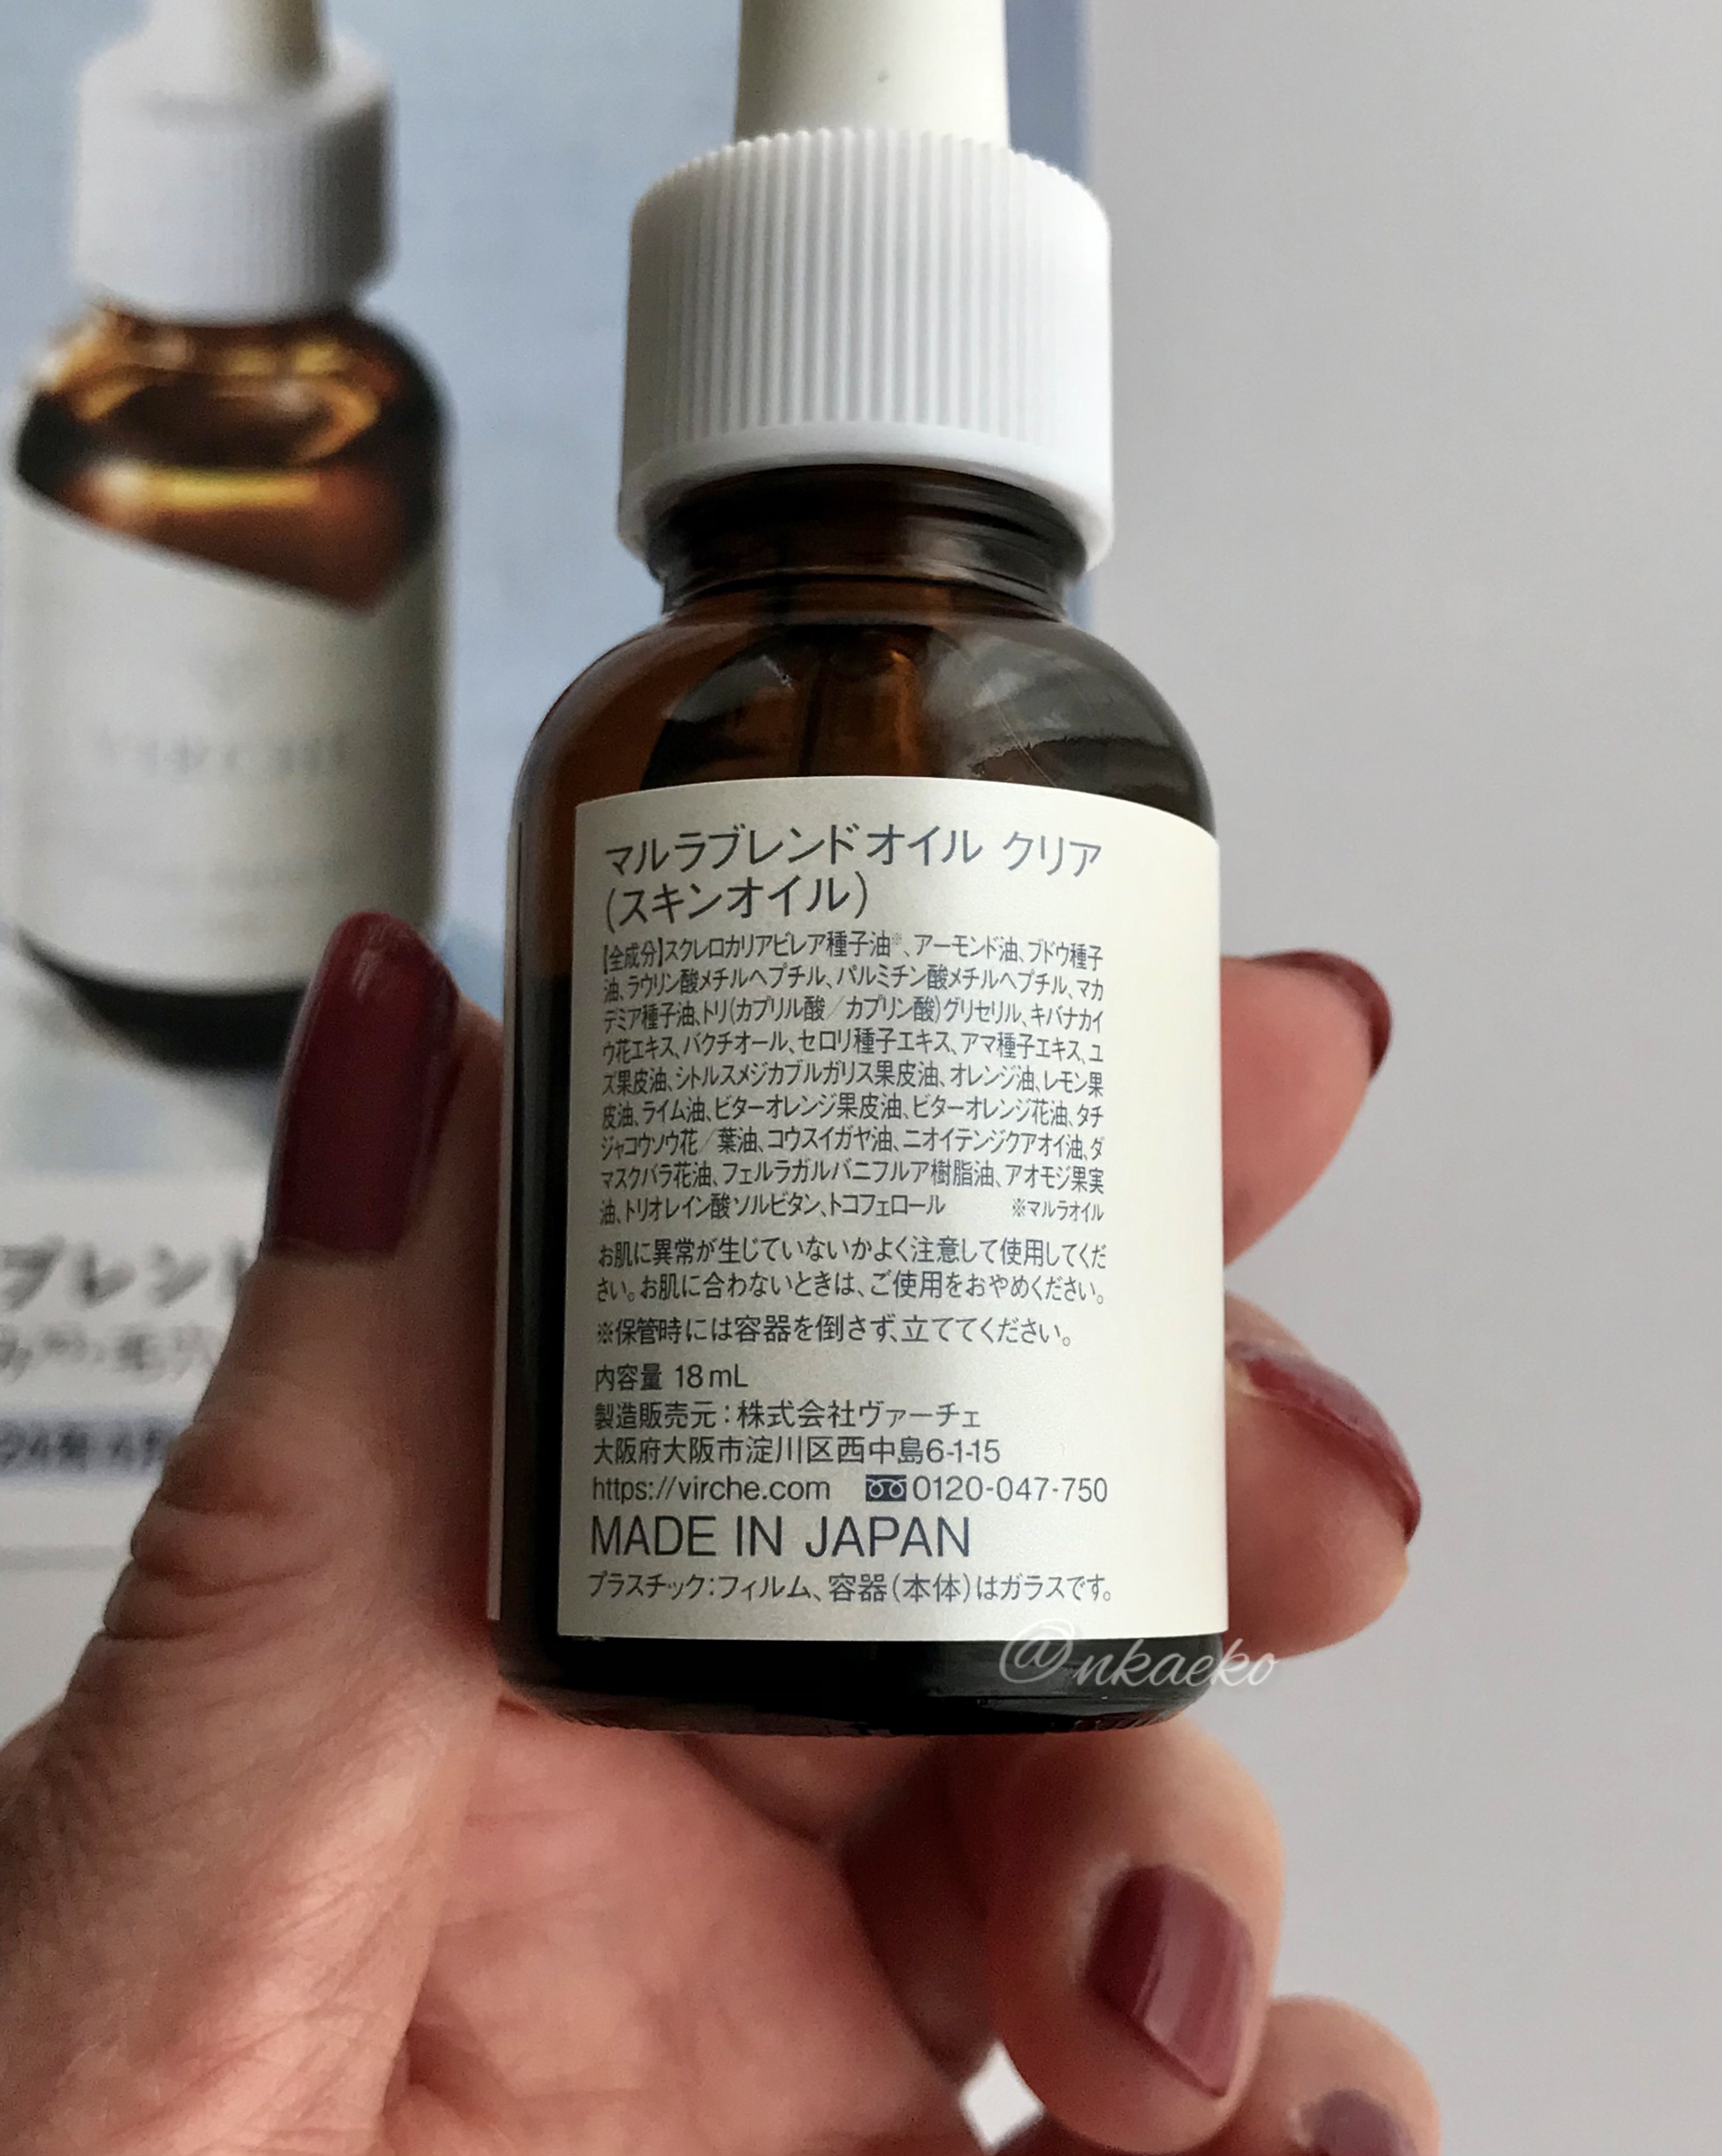 マルラブレンドオイル クリア
(スキンオイル)
【全成分】スクレロカリアビレア種子油※、アーモンド油、ブドウ種子
油、ラウリン酸メチルヘプチル、パルミチン酸メチルヘプチル、マカ
デミア種子油、トリ(カプリル酸／カプリン酸)グリセリル、キバナカイ
ウ花エキス、バクチオール、セロリ種子エキス、アマ種子エキス、ユ
ズ果皮油、シトルスメジカブルガリス果皮油、オレンジ油、レモン果
皮油、ライム油、ビターオレンジ果皮油、ビターオレンジ花油、タチ
ジャコウソウ花／葉油、コウスイガヤ油、ニオイテンジクアオイ油、ダ
マスクバラ花油、フェルラガルバニフルア樹脂油、アオモジ果実
油、トリオレイン酸ソルビタン、トコフェロール ※マルラオイル
お肌に異常が生じていないかよく注意して使用してくだ
さい。お肌に合わないときは、ご使用をおやめください。
※保管時には容器を倒さず、立ててください。
内容量 18mL
製造販売元：株式会社ヴァーチェ
大阪府大阪市淀川区西中島6-1-15
https://virche.com 0120-047-750
MADE IN JAPAN
プラスチック：フィルム、容器(本体)はガラスです。
@nkaeko
VIRCHE
ブレンド